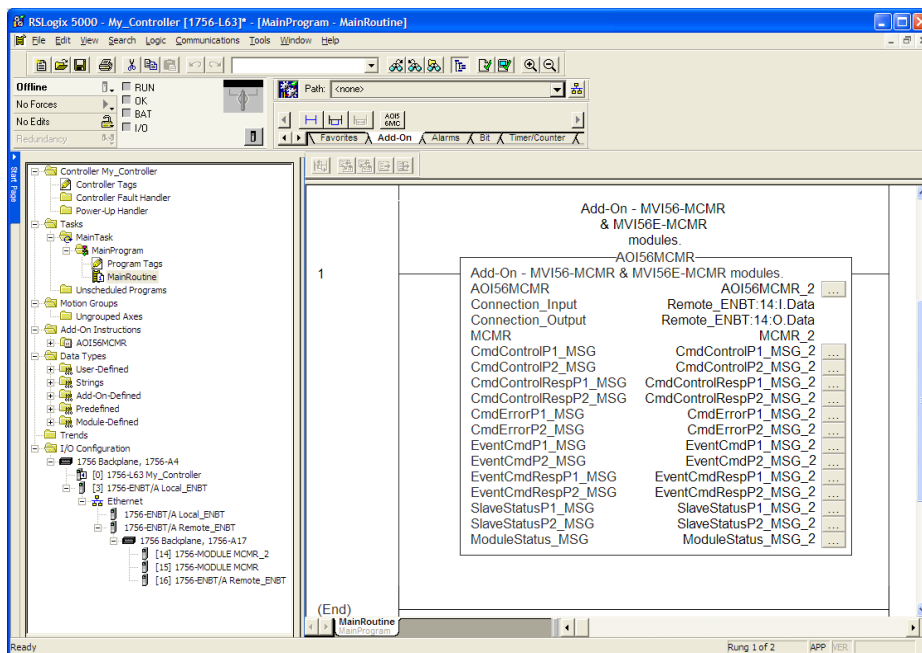 RSLogix 5000 - My_Controller [1756-L63]* - [MainProgram - MainRoutine]
File Edit View Search Logic Communications Tools Window Help
Offline
No Forces
No Edits
Redundancy
RUN
OK
BAT
I/O
Path: <none>
AOI5
6MC
Favorites Add-On Alarms Bit Timer/Counter
Start Page
Controller My_Controller
Controller Tags
Controller Fault Handler
Power-Up Handler
Tasks
MainTask
MainProgram
Program Tags
MainRoutine
Unscheduled Programs
Motion Groups
Ungrouped Axes
Add-On Instructions
AOI56MCMR
Data Types
User-Defined
Strings
Add-On-Defined
Predefined
Module-Defined
Trends
I/O Configuration
1756 Backplane, 1756-A4
[0] 1756-L63 My_Controller
[3] 1756-ENBT/A Local_ENBT
Ethernet
1756-ENBT/A Local_ENBT
1756-ENBT/A Remote_ENBT
1756 Backplane, 1756-A17
[14] 1756-MODULE MCMR_2
[15] 1756-MODULE MCMR
[16] 1756-ENBT/A Remote_ENBT
Add-On - MVI56-MCMR
& MVI56E-MCMR
modules.
AOI56MCMR
1
Add-On - MVI56-MCMR & MVI56E-MCMR modules.
AOI56MCMR AOI56MCMR_2 ...
Connection_Input Remote_ENBT:14:I.Data
Connection_Output Remote_ENBT:14:O.Data
MCMR MCMR_2
CmdControlP1_MSG CmdControlP1_MSG_2 ...
CmdControlP2_MSG CmdControlP2_MSG_2 ...
CmdControlRespP1_MSG CmdControlRespP1_MSG_2 ...
CmdControlRespP2_MSG CmdControlRespP2_MSG_2 ...
CmdErrorP1_MSG CmdErrorP1_MSG_2 ...
CmdErrorP2_MSG CmdErrorP2_MSG_2 ...
EventCmdP1_MSG EventCmdP1_MSG_2 ...
EventCmdP2_MSG EventCmdP2_MSG_2 ...
EventCmdRespP1_MSG EventCmdRespP1_MSG_2 ...
EventCmdRespP2_MSG EventCmdRespP2_MSG_2 ...
SlaveStatusP1_MSG SlaveStatusP1_MSG_2 ...
SlaveStatusP2_MSG SlaveStatusP2_MSG_2 ...
ModuleStatus_MSG ModuleStatus_MSG_2 ...
(End)
MainRoutine
MainProgram
Ready
Rung 1 of 2 APP VER